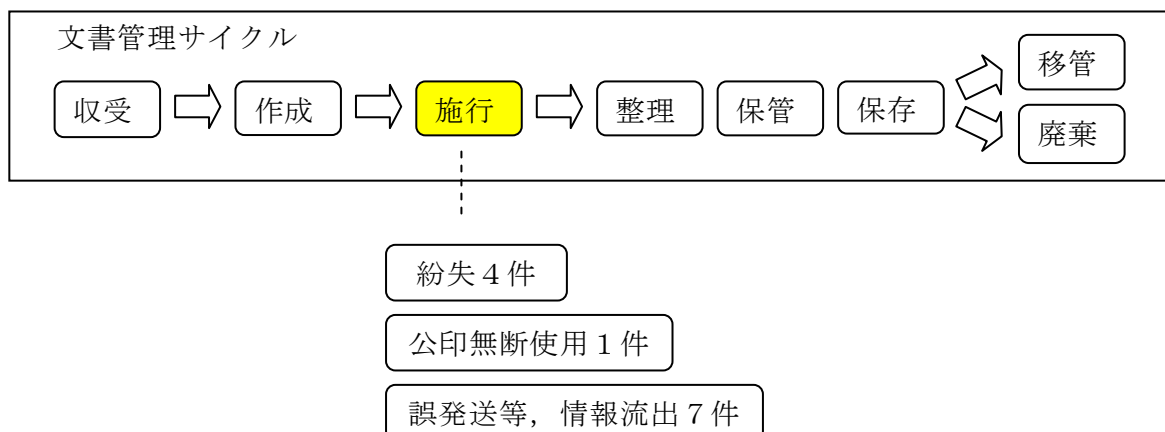 文書管理サイクル
収受
作成
施行
整理
保管
保存
移管
廃棄
紛失４件
公印無断使用１件
誤発送等，情報流出７件